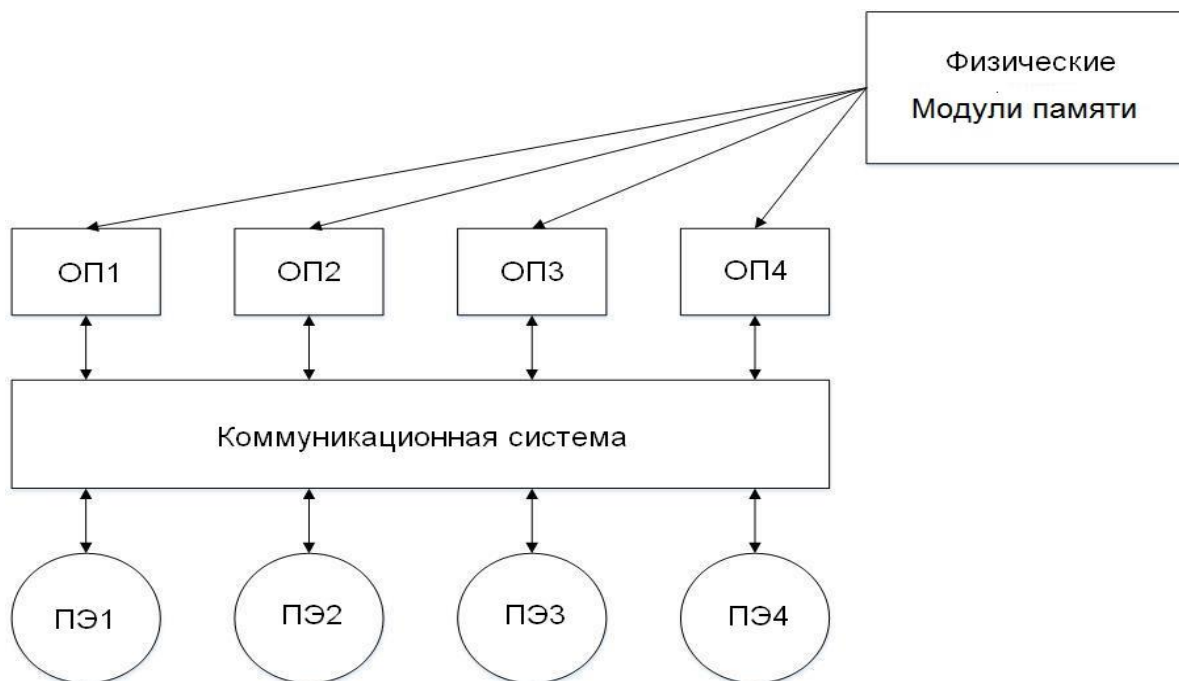 Физические
Модули памяти
ОП1 ОП2 ОП3 ОП4
Коммуникационная система
ПЭ1 ПЭ2 ПЭ3 ПЭ4